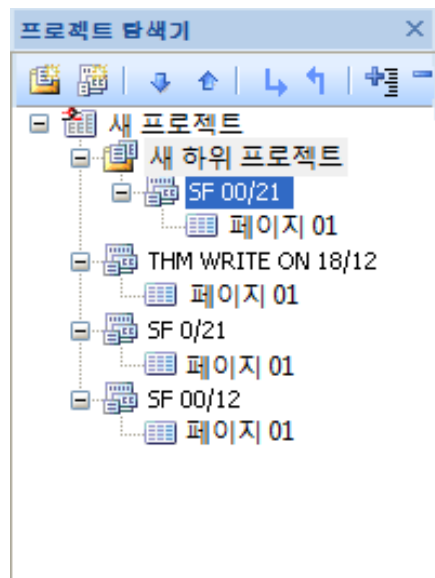 프로젝트 탐색기
새 프로젝트
새 하위 프로젝트
SF 00/21
페이지 01
THM WRITE ON 18/12
페이지 01
SF 0/21
페이지 01
SF 00/12
페이지 01